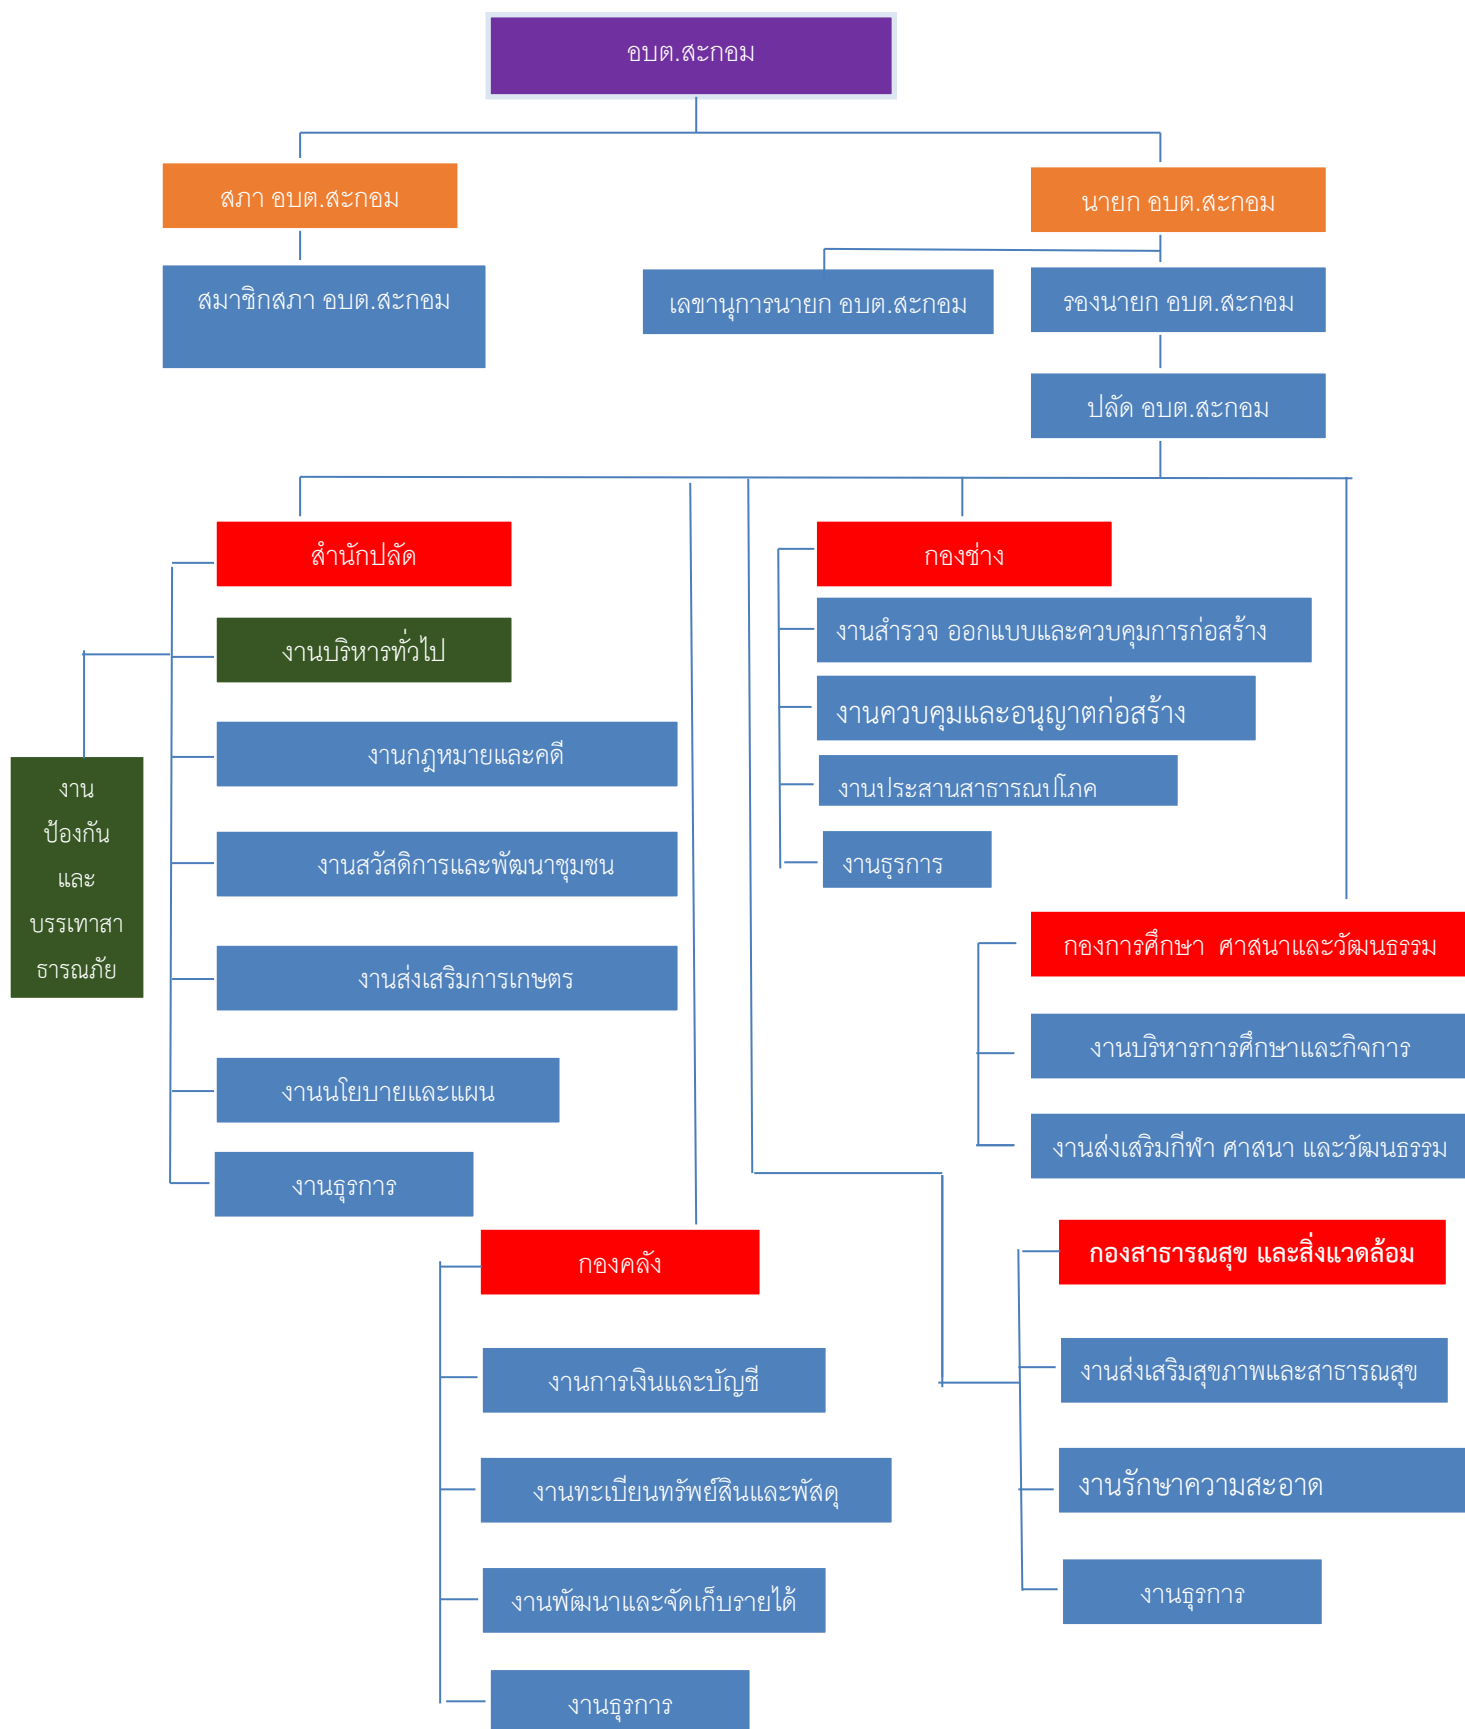 อบต.สะกอม
สภา อบต.สะกอม
นายก อบต.สะกอม
สมาชิกสภา อบต.สะกอม
เลขานุการนายก อบต.สะกอม
รองนายก อบต.สะกอม
ปลัด อบต.สะกอม
สำนักปลัด
งานบริหารทั่วไป
งานกฎหมายและคดี
งานสวัสดิการและพัฒนาชุมชน
งานส่งเสริมการเกษตร
งานนโยบายและแผน
งานธุรการ
งาน
ป้องกัน
และ
บรรเทาสา
ธารณภัย
กองช่าง
งานสำรวจ ออกแบบและควบคุมการก่อสร้าง
งานควบคุมและอนุญาตก่อสร้าง
งานประสานสาธารณปโภค
งานธุรการ
กองการศึกษา ศาสนาและวัฒนธรรม
งานบริหารการศึกษาและกิจการ
งานส่งเสริมกีฬา ศาสนา และวัฒนธรรม
กองคลัง
งานการเงินและบัญชี
งานทะเบียนทรัพย์สินและพัสดุ
งานพัฒนาและจัดเก็บรายได้
งานธุรการ
กองสาธารณสุข และสิ่งแวดล้อม
งานส่งเสริมสุขภาพและสาธารณสุข
งานรักษาความสะอาด
งานธุรการ